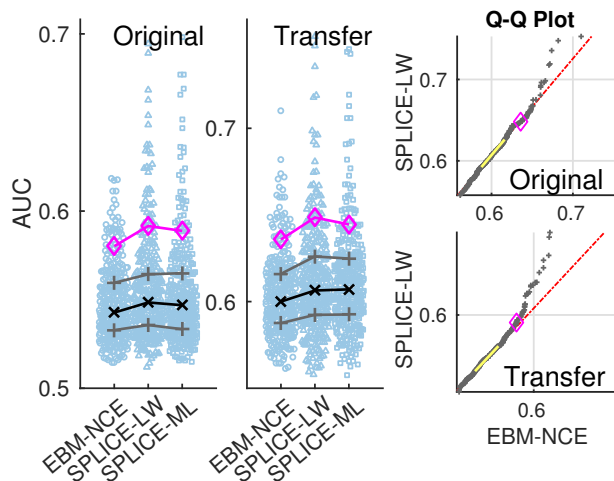 Original
Transfer
Q-Q Plot
0.7
0.6
0.5
AUC
0.7
0.6
EBM-NCE
SPLICE-LW
SPLICE-ML
EBM-NCE
SPLICE-LW
SPLICE-ML
0.7
0.6
SPLICE-LW
Original
0.6
0.7
0.6
SPLICE-LW
Transfer
0.6
EBM-NCE